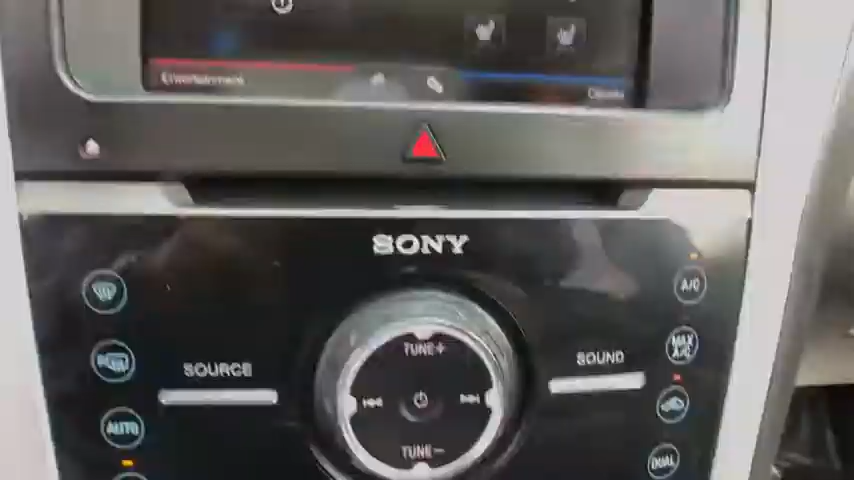 Entertainment
SONY
A/C
TUNE+
MAX A/C
SOURCE
SOUND
AUTO
TUNE-
DUAL